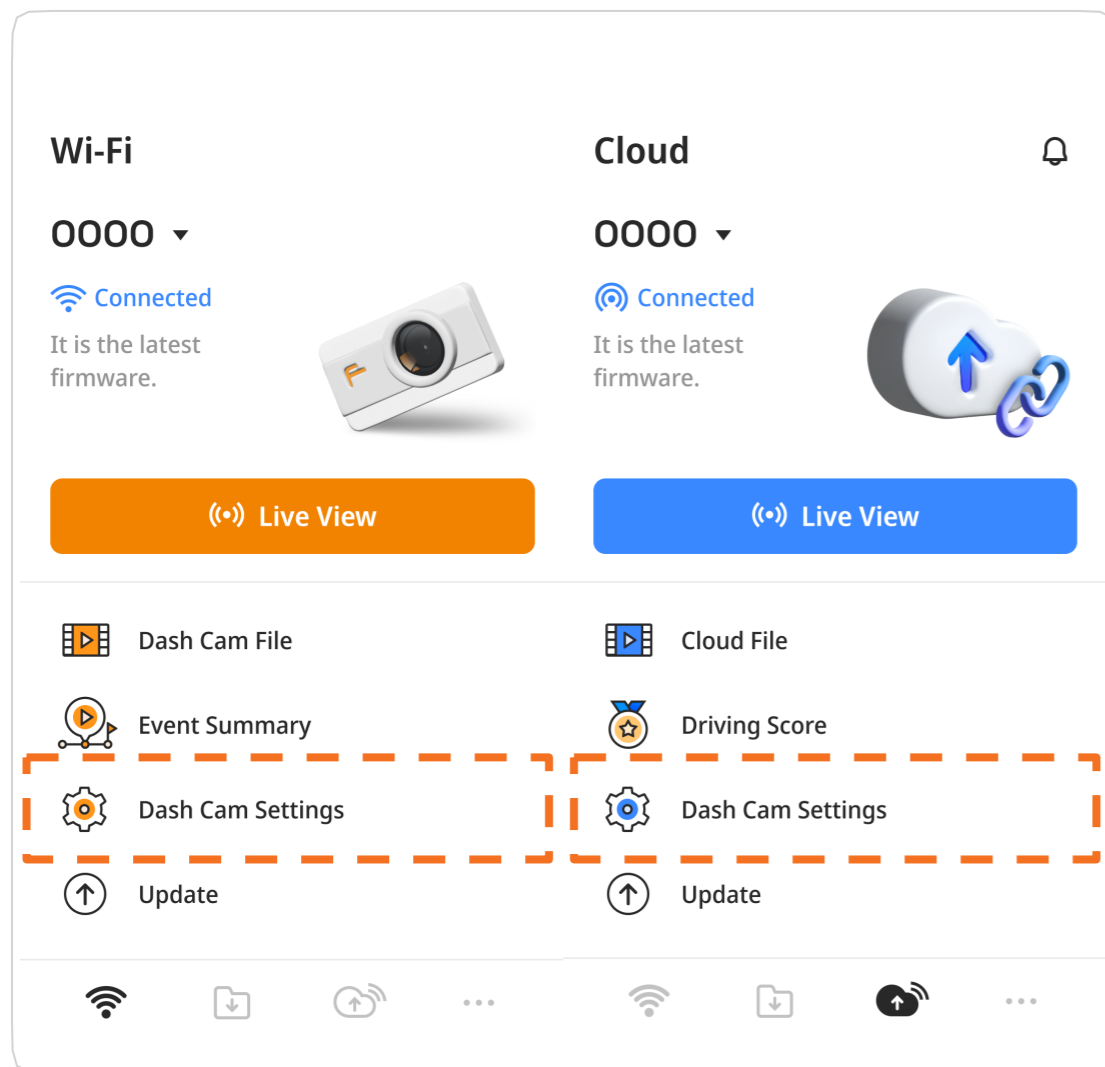 Wi-Fi
OOOO
Connected
It is the latest
firmware.
Live View
Dash Cam File
Event Summary
Dash Cam Settings
Update
Cloud
OOOO
Connected
It is the latest
firmware.
Live View
Cloud File
Driving Score
Dash Cam Settings
Update